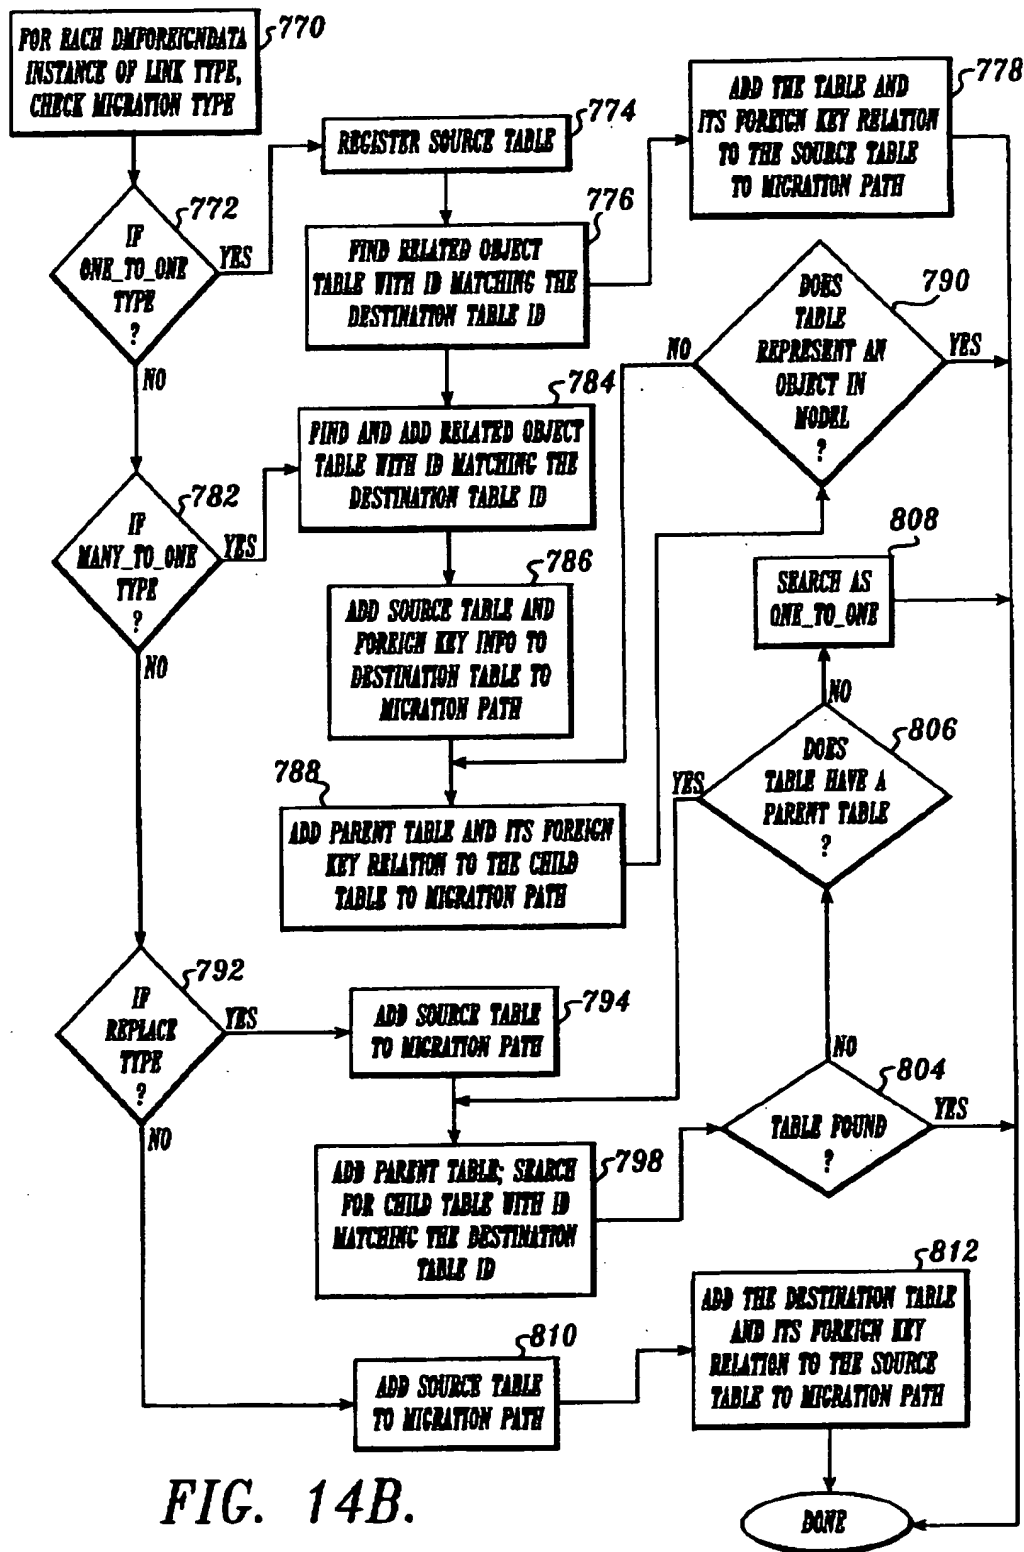 FOR EACH DMFOREIGNDATA
INSTANCE OF LINK TYPE,
CHECK MIGRATION TYPE
770
IF
ONE_TO_ONE
TYPE
?
772
YES
NO
REGISTER SOURCE TABLE
774
FIND RELATED OBJECT
TABLE WITH ID MATCHING THE
DESTINATION TABLE ID
776
ADD THE TABLE AND
ITS FOREIGN KEY RELATION
TO THE SOURCE TABLE
TO MIGRATION PATH
778
IF
MANY_TO_ONE
TYPE
?
782
YES
NO
FIND AND ADD RELATED OBJECT
TABLE WITH ID MATCHING THE
DESTINATION TABLE ID
784
ADD SOURCE TABLE AND
FOREIGN KEY INFO TO
DESTINATION TABLE TO
MIGRATION PATH
786
788
ADD PARENT TABLE AND ITS FOREIGN
KEY RELATION TO THE CHILD
TABLE TO MIGRATION PATH
DOES
TABLE
REPRESENT AN
OBJECT IN
MODEL
?
790
NO
YES
IF
REPLACE
TYPE
?
792
YES
NO
ADD SOURCE TABLE
TO MIGRATION PATH
794
ADD PARENT TABLE; SEARCH
FOR CHILD TABLE WITH ID
MATCHING THE DESTINATION
TABLE ID
798
TABLE FOUND
?
804
YES
NO
DOES
TABLE HAVE A
PARENT TABLE
?
806
YES
NO
SEARCH AS
ONE_TO_ONE
808
ADD SOURCE TABLE
TO MIGRATION PATH
810
ADD THE DESTINATION TABLE
AND ITS FOREIGN KEY
RELATION TO THE SOURCE
TABLE TO MIGRATION PATH
812
DONE
FIG. 14B.